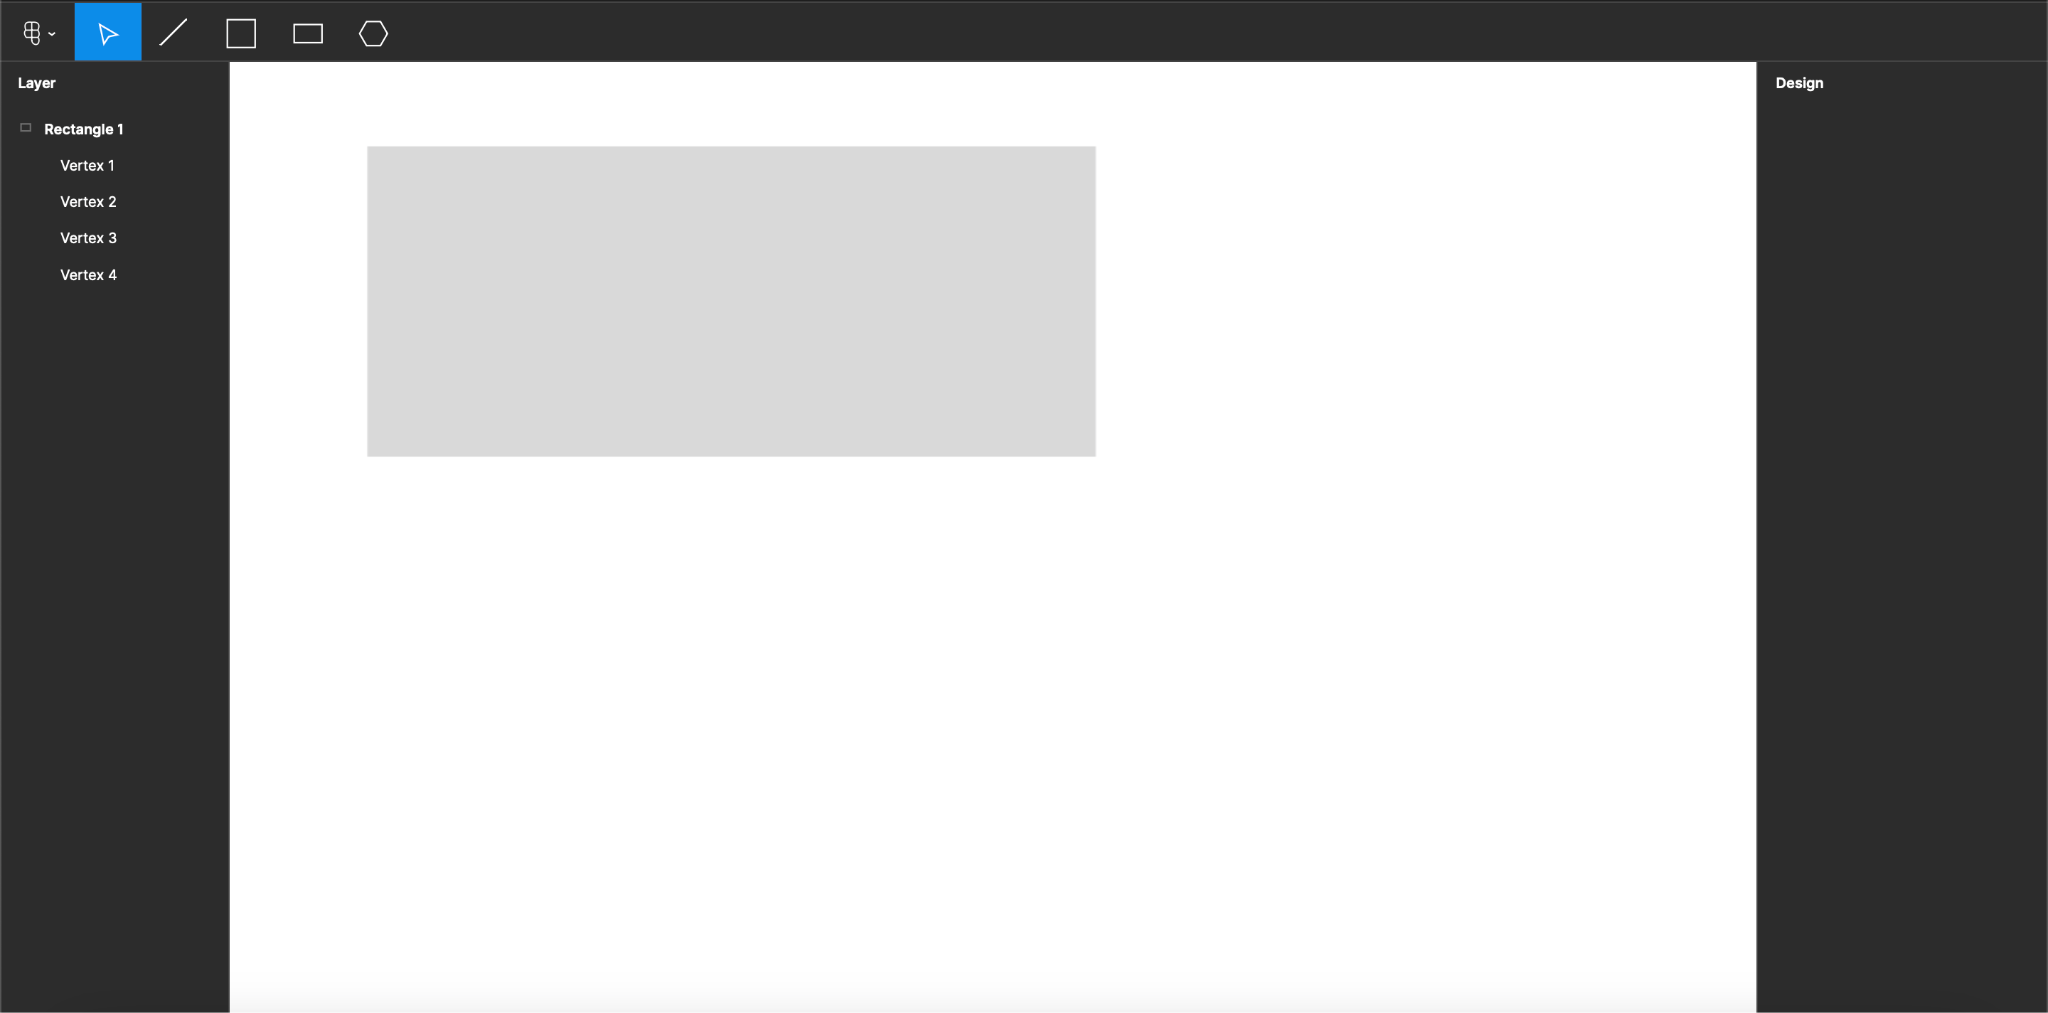 Layer
Design
Rectangle 1
Vertex 1
Vertex 2
Vertex 3
Vertex 4